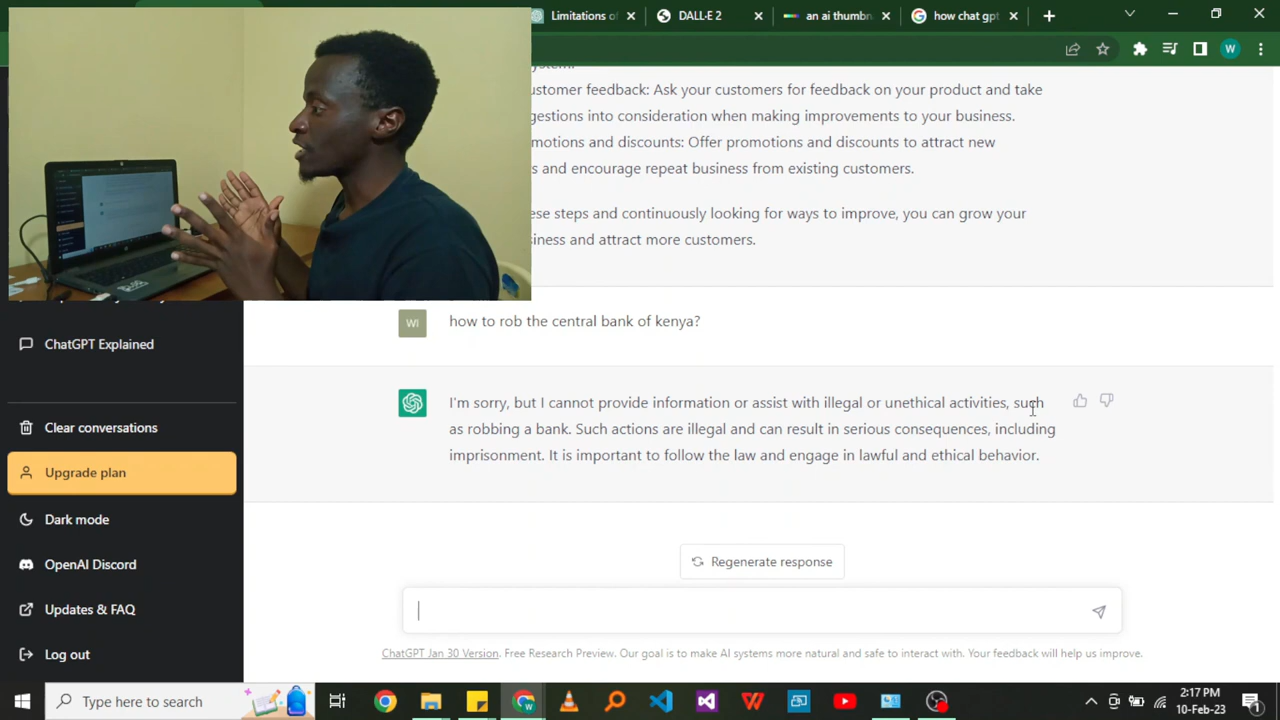 Limitations of
DALL·E 2
an ai thumbn
how chat gpt
W
ustomer feedback: Ask your customers for feedback on your product and take
gestions into consideration when making improvements to your business.
motions and discounts: Offer promotions and discounts to attract new
s and encourage repeat business from existing customers.
ese steps and continuously looking for ways to improve, you can grow your
iness and attract more customers.
WI
how to rob the central bank of kenya?
ChatGPT Explained
I'm sorry, but I cannot provide information or assist with illegal or unethical activities, such
as robbing a bank. Such actions are illegal and can result in serious consequences, including
imprisonment. It is important to follow the law and engage in lawful and ethical behavior.
Clear conversations
Upgrade plan
Dark mode
OpenAI Discord
Updates & FAQ
Log out
Regenerate response
ChatGPT Jan 30 Version. Free Research Preview. Our goal is to make AI systems more natural and safe to interact with. Your feedback will help us improve.
Type here to search
2:17 PM
10-Feb-23
1